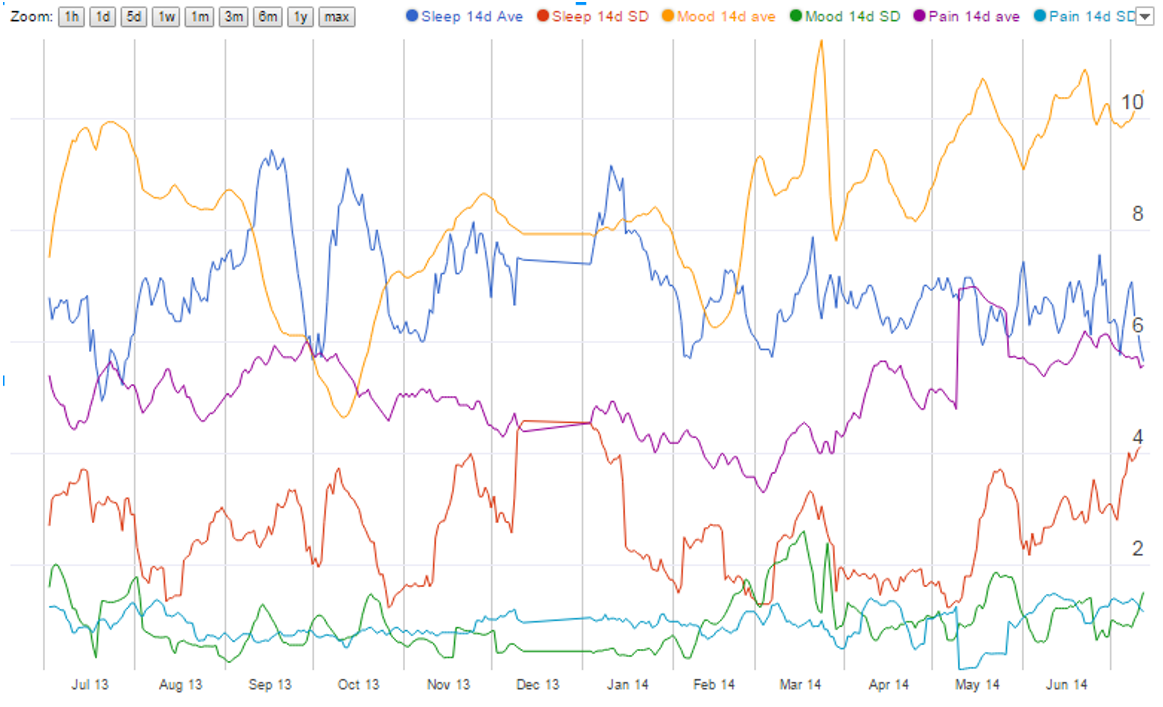 Zoom: 1h 1d 5d 1w 1m 3m 6m 1y max Sleep 14d Ave Sleep 14d SD Mood 14d ave Mood 14d SD Pain 14d ave Pain 14d SD
10
8
6
4
2
Jul 13 Aug 13 Sep 13 Oct 13 Nov 13 Dec 13 Jan 14 Feb 14 Mar 14 Apr 14 May 14 Jun 14